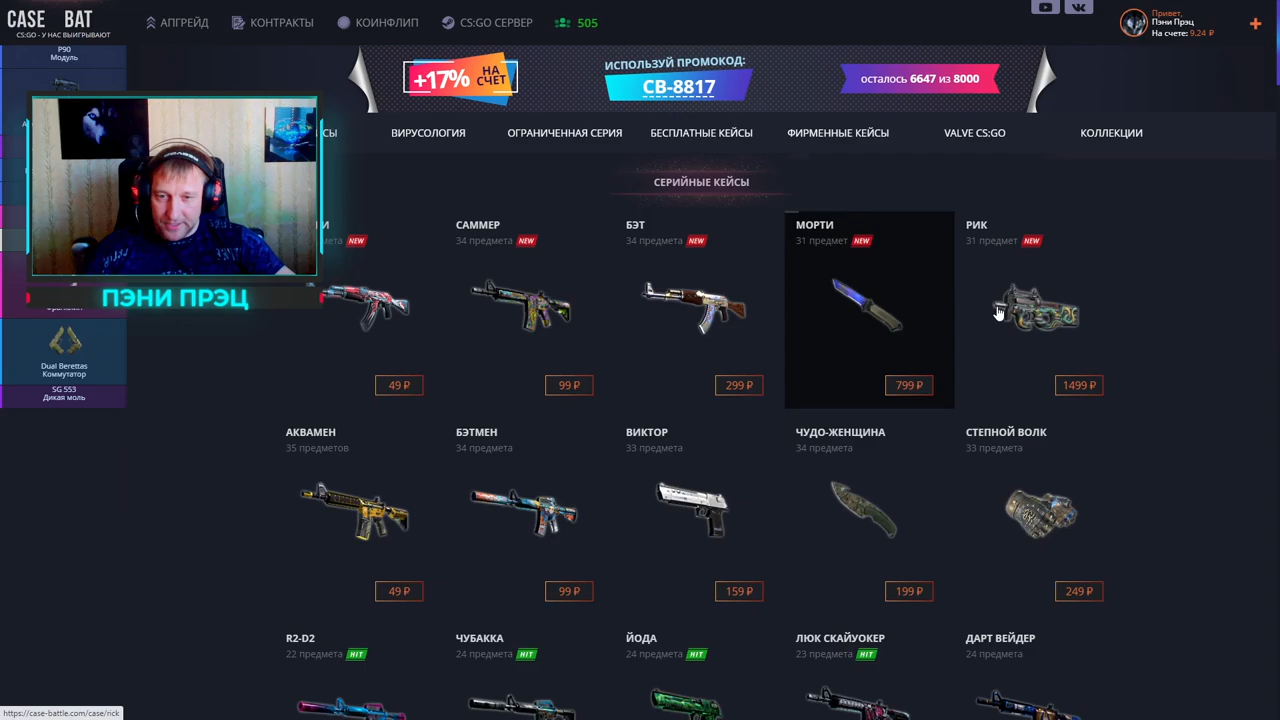 CASE BAT
CS:GO - У НАС ВЫИГРЫВАЮТ
АПГРЕЙД
КОНТРАКТЫ
КОИНФЛИП
CS:GO СЕРВЕР
505
Привет,
Пэни Прэц
На счете: 9.24 ₽
+
P90
Модуль
+17% НА
СЧЕТ
ИСПОЛЬЗУЙ ПРОМОКОД:
CB-8817
осталось 6647 из 8000
ВИРУСОЛОГИЯ
ОГРАНИЧЕННАЯ СЕРИЯ
БЕСПЛАТНЫЕ КЕЙСЫ
ФИРМЕННЫЕ КЕЙСЫ
VALVE CS:GO
КОЛЛЕКЦИИ
СЕРИЙНЫЕ КЕЙСЫ
ПЭНИ ПРЭЦ
Dual Berettas
Коммутатор
SG 553
Дикая моль
NEW
49 ₽
САММЕР
34 предмета NEW
99 ₽
БЭТ
34 предмета NEW
299 ₽
МОРТИ
31 предмет NEW
799 ₽
РИК
31 предмет NEW
1499 ₽
АКВАМЕН
35 предметов
49 ₽
БЭТМЕН
34 предмета
99 ₽
ВИКТОР
33 предмета
159 ₽
ЧУДО-ЖЕНЩИНА
34 предмета
199 ₽
СТЕПНОЙ ВОЛК
33 предмета
249 ₽
R2-D2
22 предмета HIT
ЧУБАККА
24 предмета HIT
ЙОДА
24 предмета HIT
ЛЮК СКАЙУОКЕР
23 предмета HIT
ДАРТ ВЕЙДЕР
24 предмета
https://case-battle.com/case/rick